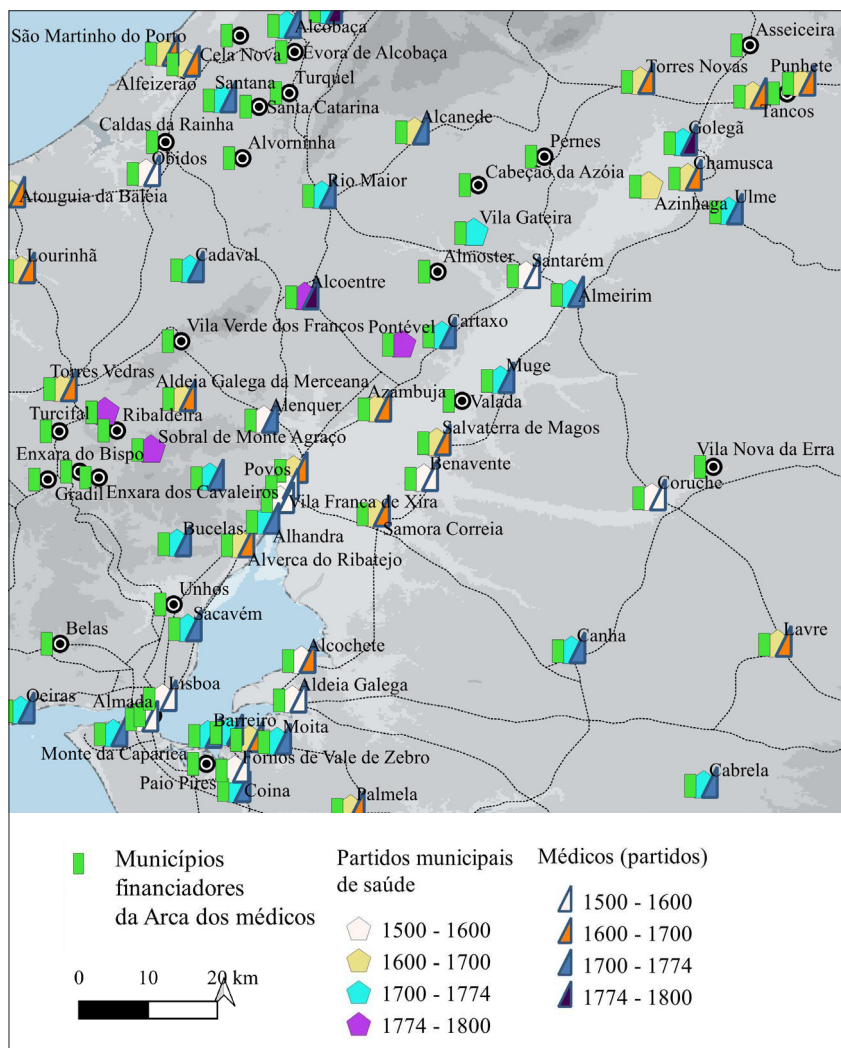 Alcobaça
Asseiceira
São Martinho do Porto
Cela Nova
Évora de Alcobaça
Torres Novas
Punhete
Alfeizerão
Santana
Turquel
Santa Catarina
Tancos
Alcanede
Golegã
Caldas da Rainha
Alvorninha
Pernes
Óbidos
Cabeção da Azóia
Chamusca
Atouguia da Baleia
Rio Maior
Azinhaga
Ulme
Vila Gateira
Lourinhã
Cadaval
Almoster
Santarém
Alcoentre
Almeirim
Vila Verde dos Francos
Pontével
Cartaxo
Torres Vedras
Aldeia Galega da Merceana
Muge
Azambuja
Valada
Turcifal
Ribaldeira
Alenquer
Sobral de Monte Agraço
Salvaterra de Magos
Enxara do Bispo
Povos
Benavente
Vila Nova da Erra
Gradil
Enxara dos Cavaleiros
Vila Franca de Xira
Coruche
Bucelas
Alhandra
Samora Correia
Alverca do Ribatejo
Unhos
Sacavém
Belas
Alcochete
Canha
Lavre
Lisboa
Aldeia Galega
Oeiras
Almada
Barreiro
Moita
Monte da Caparica
Fornos de Vale de Zebro
Paio Pires
Coina
Palmela
Cabrela
Municípios
financiadores
da Arca dos médicos
0 10 20 km
Partidos municipais
de saúde
1500 - 1600
1600 - 1700
1700 - 1774
1774 - 1800
Médicos (partidos)
1500 - 1600
1600 - 1700
1700 - 1774
1774 - 1800